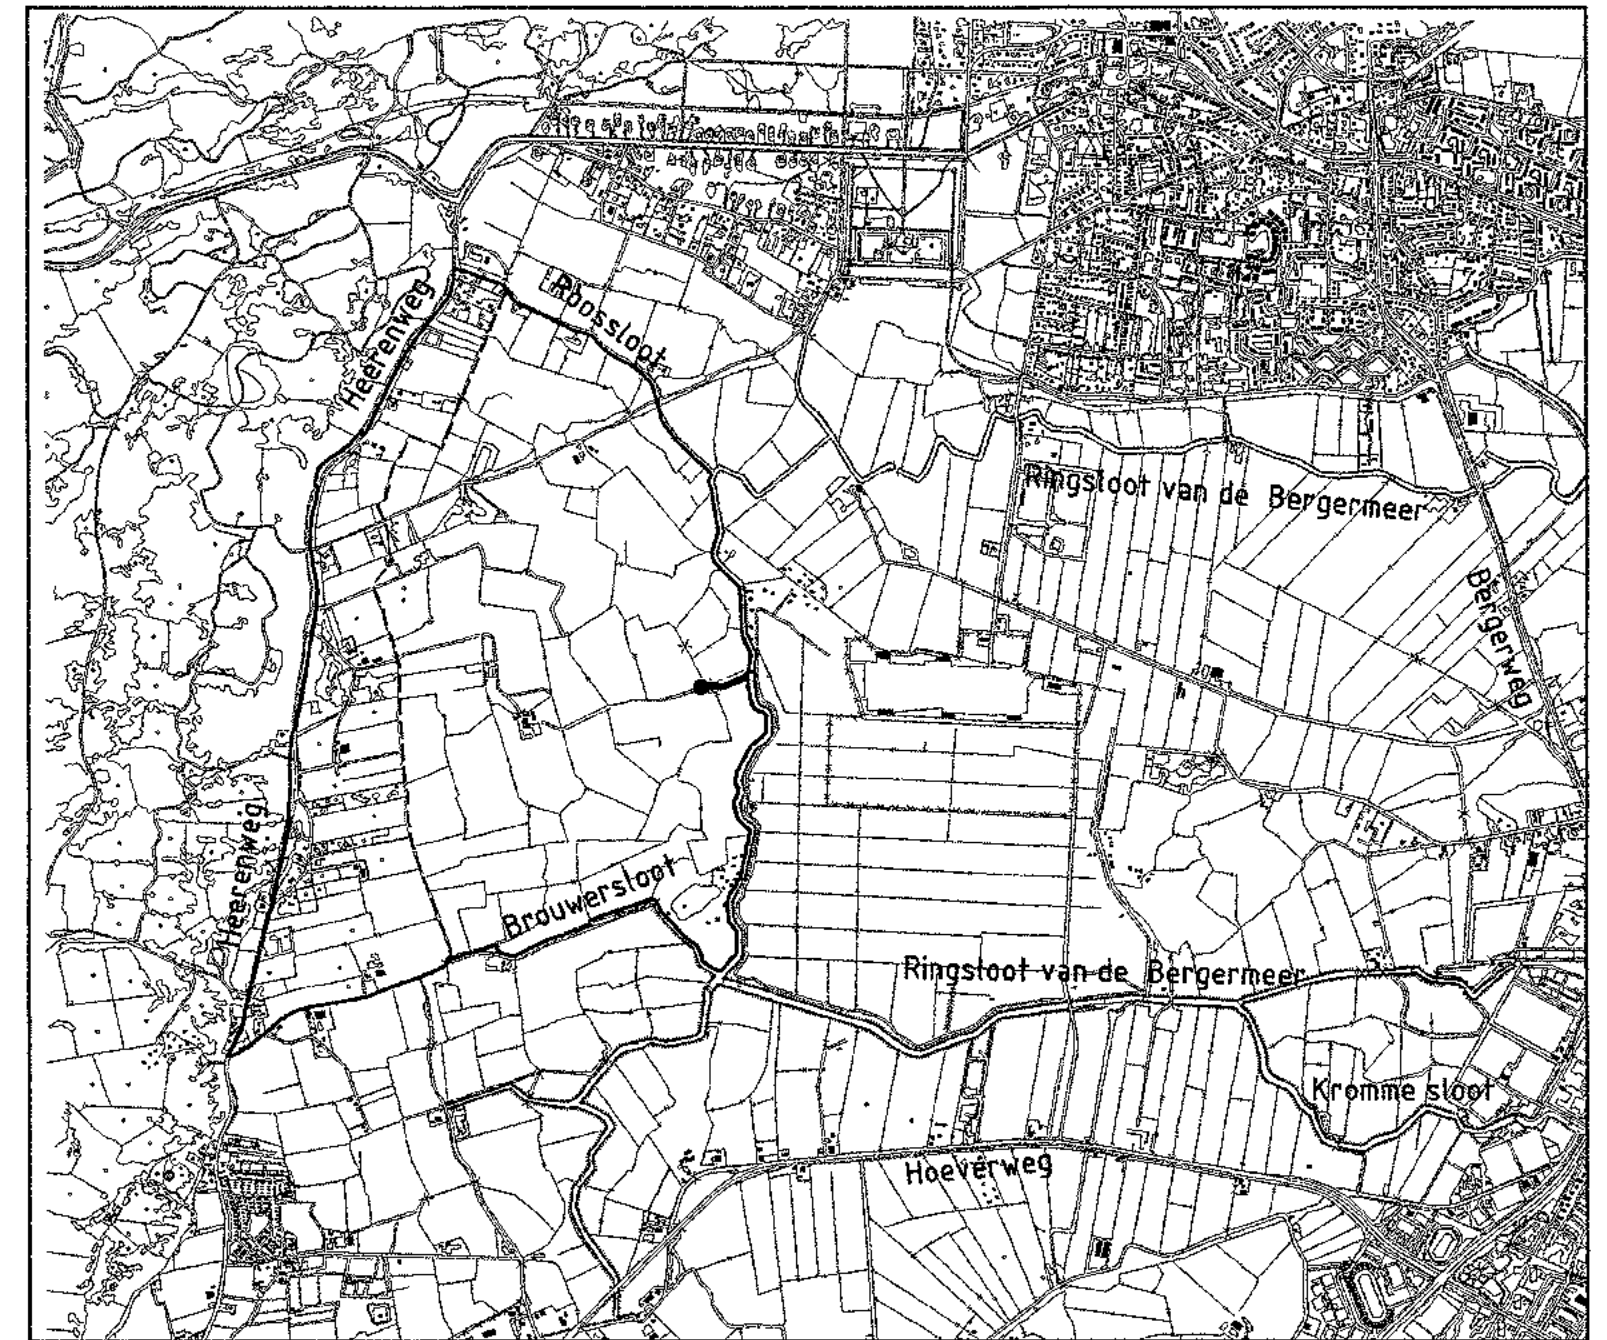 Roossloot
Heerenweg
Ringsloot van de Bergermeer
Bergerweg
Heerenweg
Brouwersloot
Ringsloot van de Bergermeer
Kromme sloot
Hoeverweg